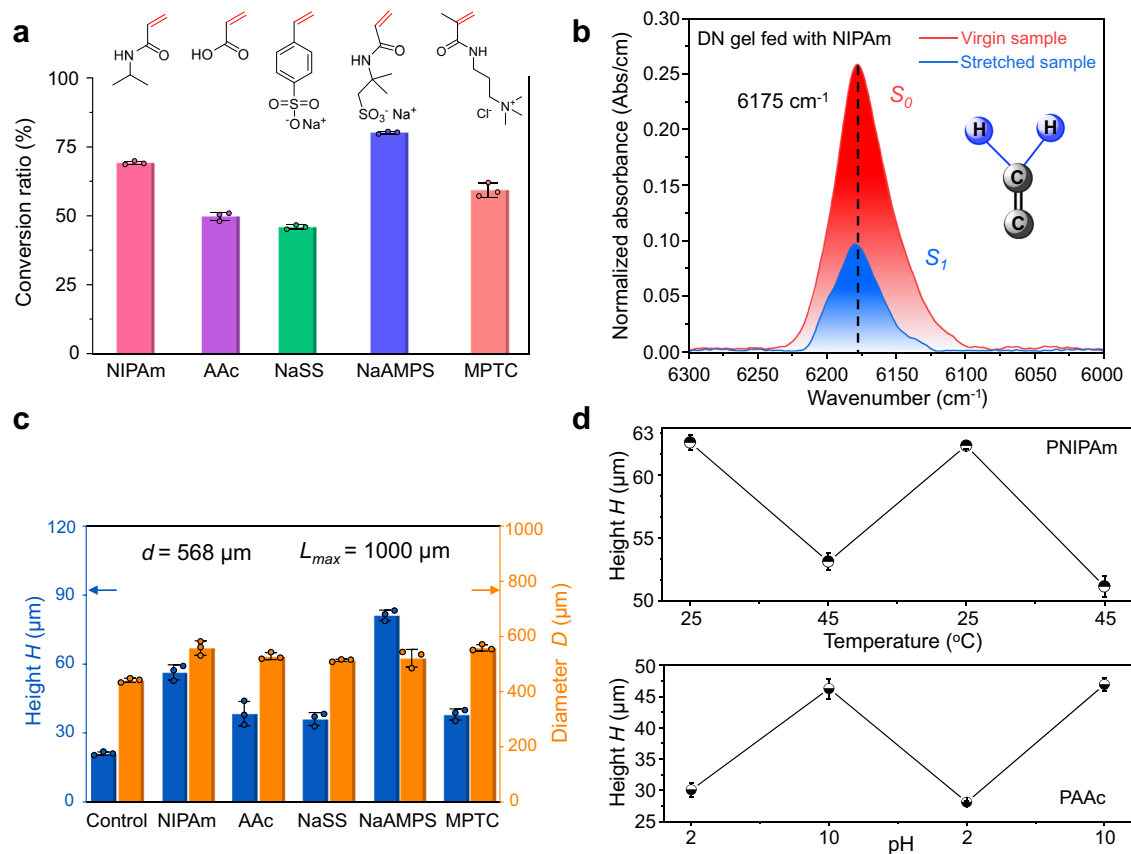 a
O
HN
HO
O
O=S=O
-ONa+
O
HN
SO3- Na+
O
NH
Cl-
N+
Conversion ratio (%)
100
75
50
25
0
NIPAm AAc NaSS NaAMPS MPTC
b
DN gel fed with NIPAm
Virgin sample
Stretched sample
6175 cm-1
S0
S1
H H
C
C
Normalized absorbance (Abs/cm)
0.30
0.25
0.20
0.15
0.10
0.05
0.00
6300 6250 6200 6150 6100 6050 6000
Wavenumber (cm-1)
c
d = 568 µm Lmax = 1000 µm
Height H (µm)
120
90
60
30
0
Diameter D (µm)
1000
800
600
400
200
0
Control NIPAm AAc NaSS NaAMPS MPTC
d
PNIPAm
Height H (µm)
63
60
55
50
25 45 25 45
Temperature (oC)
Height H (µm)
50
45
40
35
30
25
PAAc
2 10 2 10
pH